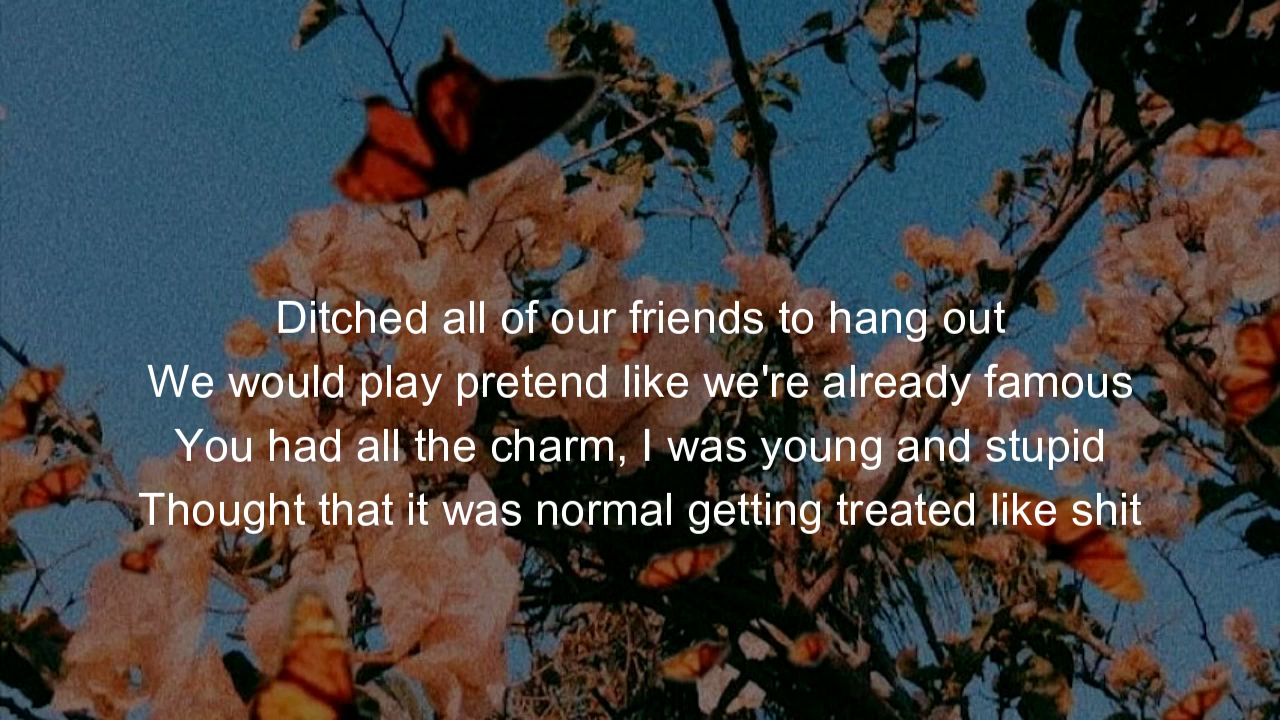 Ditched all of our friends to hang out
We would play pretend like we're already famous
You had all the charm, I was young and stupid
Thought that it was normal getting treated like shit